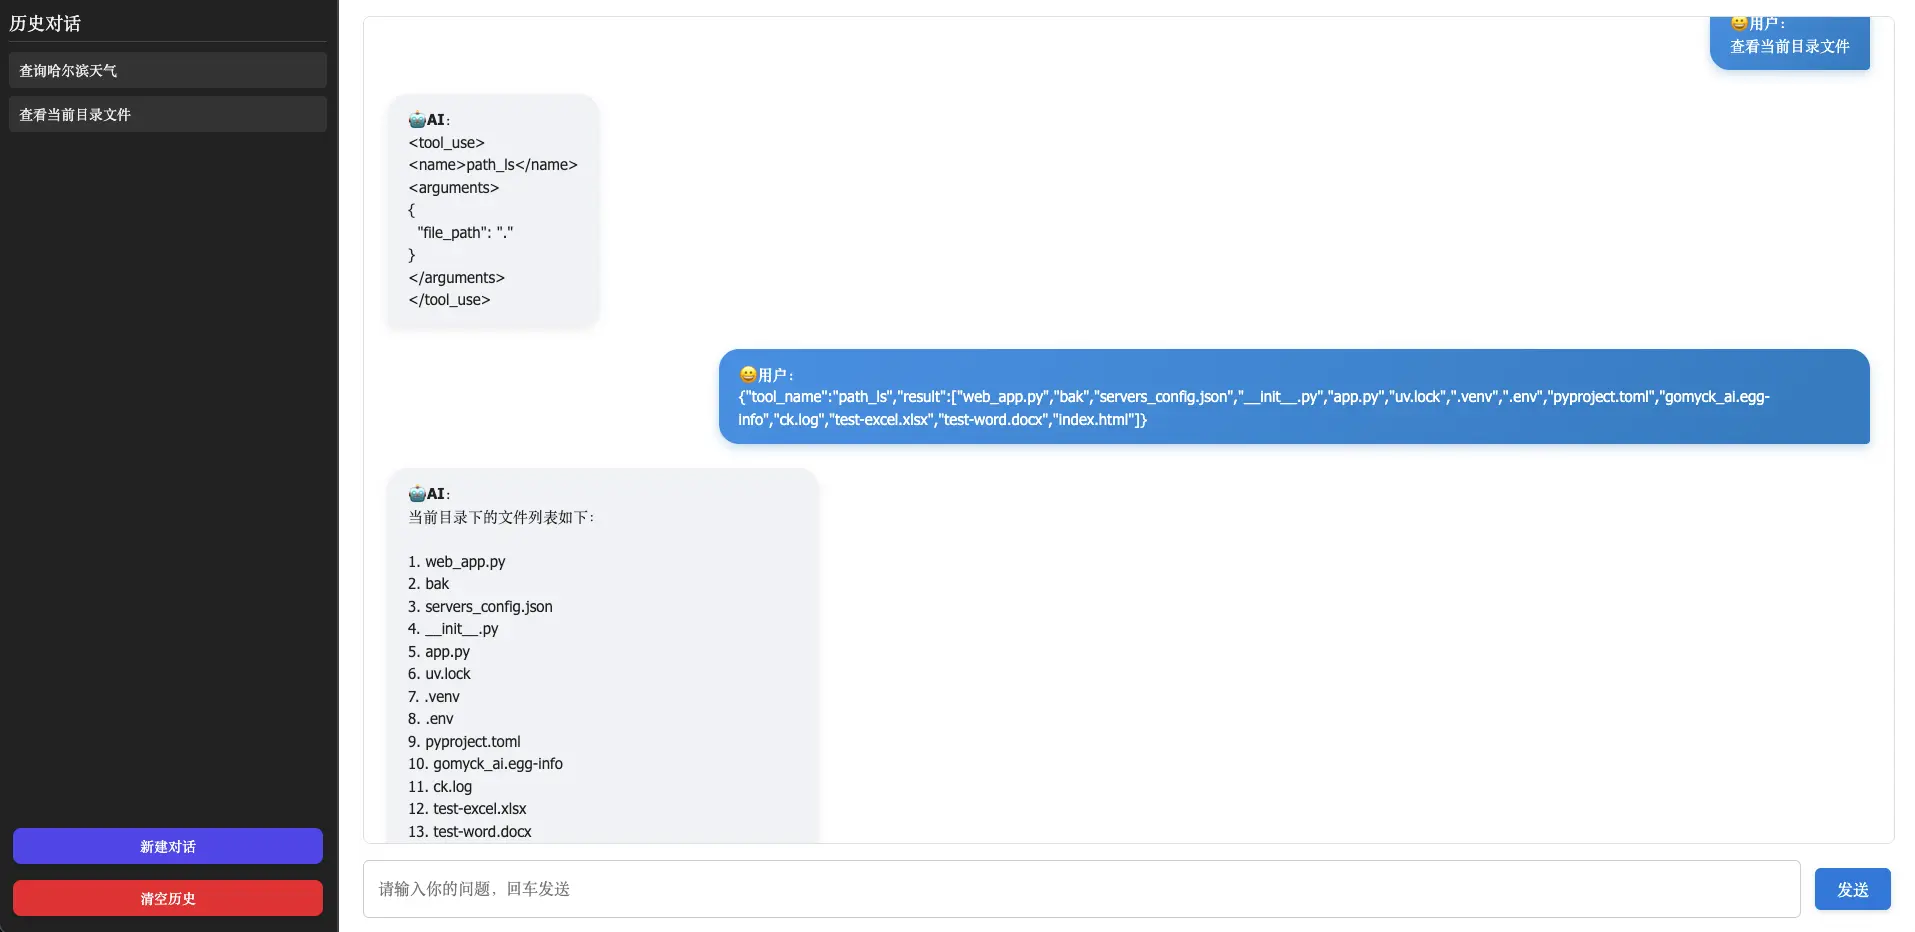 历史对话
查询哈尔滨天气
查看当前目录文件
新建对话
清空历史
😀用户：
查看当前目录文件
🤖AI：
<tool_use>
<name>path_ls</name>
<arguments>
{
"file_path": "."
}
</arguments>
</tool_use>
😀用户：
{"tool_name":"path_ls","result":["web_app.py","bak","servers_config.json","__init__.py","app.py","uv.lock",".venv",".env","pyproject.toml","gomyck_ai.egg-
info","ck.log","test-excel.xlsx","test-word.docx","index.html"]}
🤖AI：
当前目录下的文件列表如下：
1. web_app.py
2. bak
3. servers_config.json
4. __init__.py
5. app.py
6. uv.lock
7. .venv
8. .env
9. pyproject.toml
10. gomyck_ai.egg-info
11. ck.log
12. test-excel.xlsx
13. test-word.docx
请输入你的问题，回车发送
发送